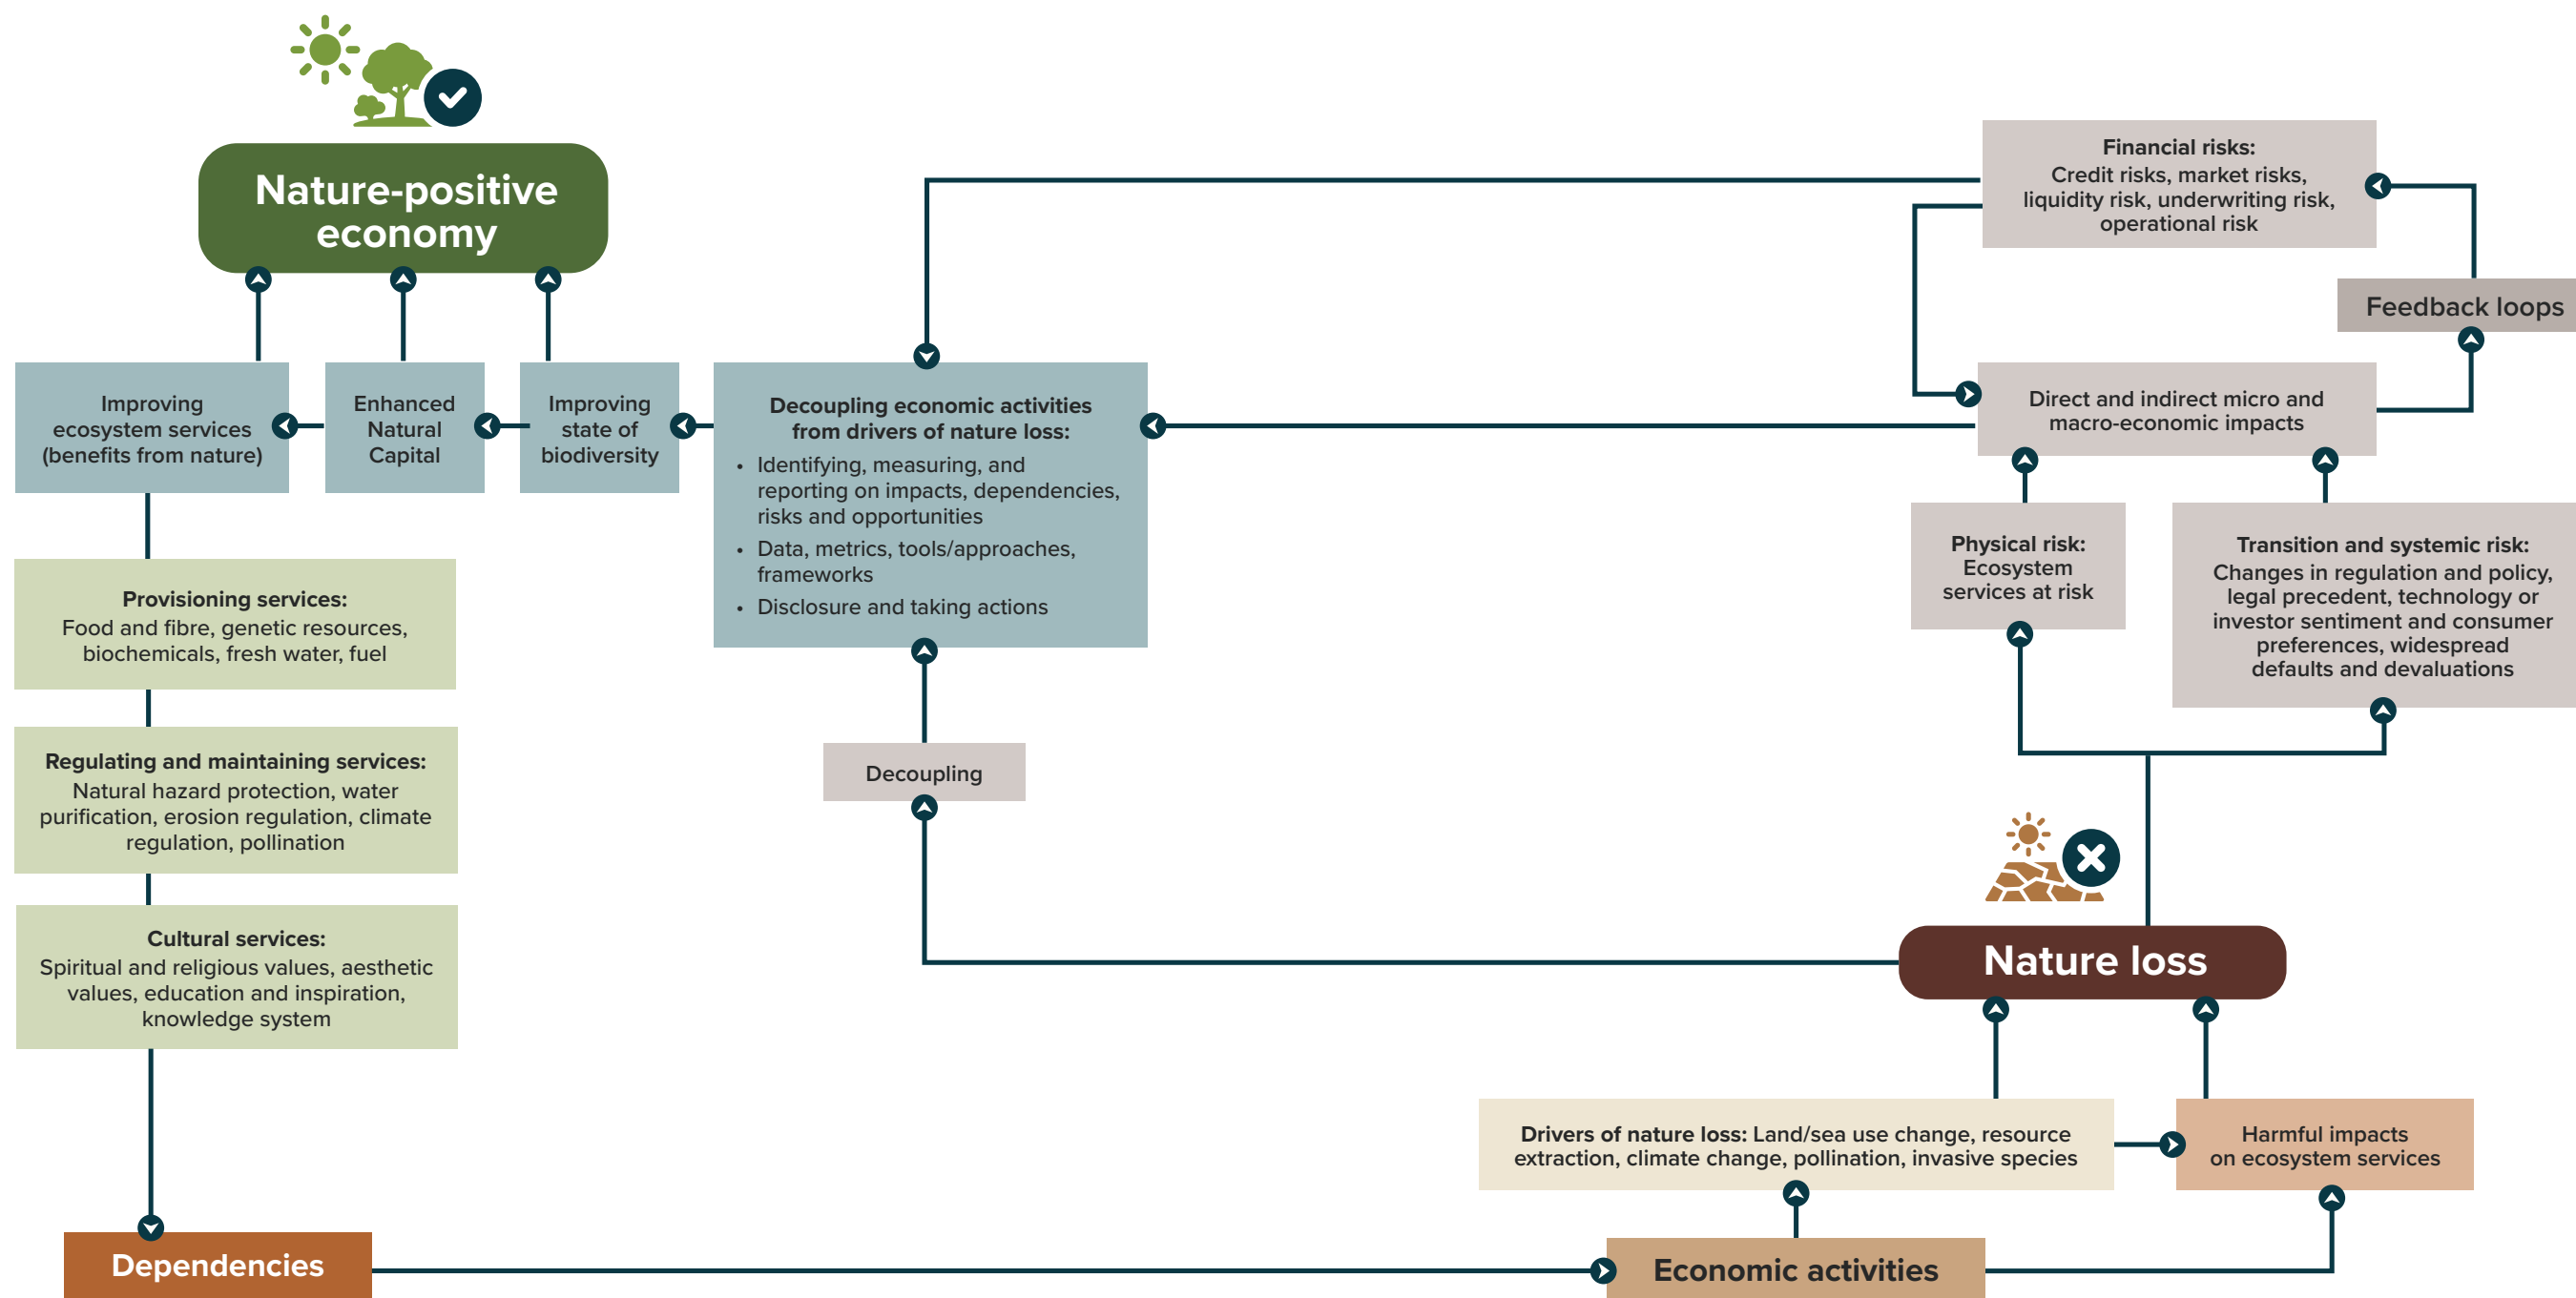 Nature-positive
economy
Financial risks:
Credit risks, market risks,
liquidity risk, underwriting risk,
operational risk
Feedback loops
Improving
ecosystem services
(benefits from nature)
Enhanced
Natural
Capital
Improving
state of
biodiversity
Decoupling economic activities
from drivers of nature loss:
• Identifying, measuring, and
reporting on impacts, dependencies,
risks and opportunities
• Data, metrics, tools/approaches,
frameworks
• Disclosure and taking actions
Direct and indirect micro and
macro-economic impacts
Physical risk:
Ecosystem
services at risk
Transition and systemic risk:
Changes in regulation and policy,
legal precedent, technology or
investor sentiment and consumer
preferences, widespread
defaults and devaluations
Provisioning services:
Food and fibre, genetic resources,
biochemicals, fresh water, fuel
Regulating and maintaining services:
Natural hazard protection, water
purification, erosion regulation, climate
regulation, pollination
Decoupling
Cultural services:
Spiritual and religious values, aesthetic
values, education and inspiration,
knowledge system
Nature loss
Drivers of nature loss: Land/sea use change, resource
extraction, climate change, pollination, invasive species
Harmful impacts
on ecosystem services
Dependencies
Economic activities